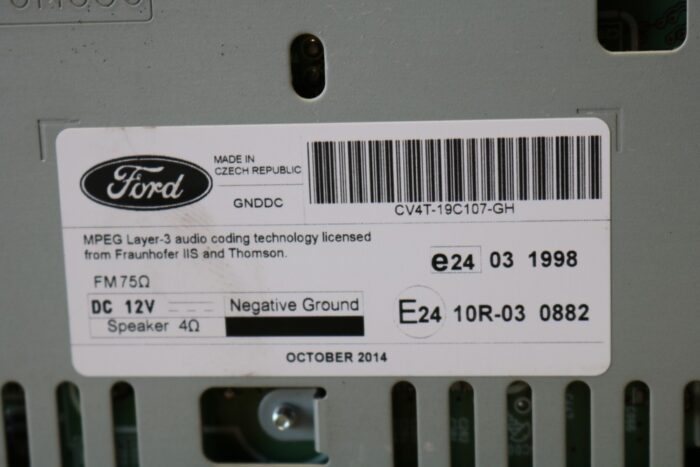 Ford
MADE IN
CZECH REPUBLIC
GNDDC
CV4T-19C107-GH
MPEG Layer-3 audio coding technology licensed
from Fraunhofer IIS and Thomson.
e24 03 1998
FM 75Ω
DC 12V Negative Ground
Speaker 4Ω
E24 10R-03 0882
OCTOBER 2014